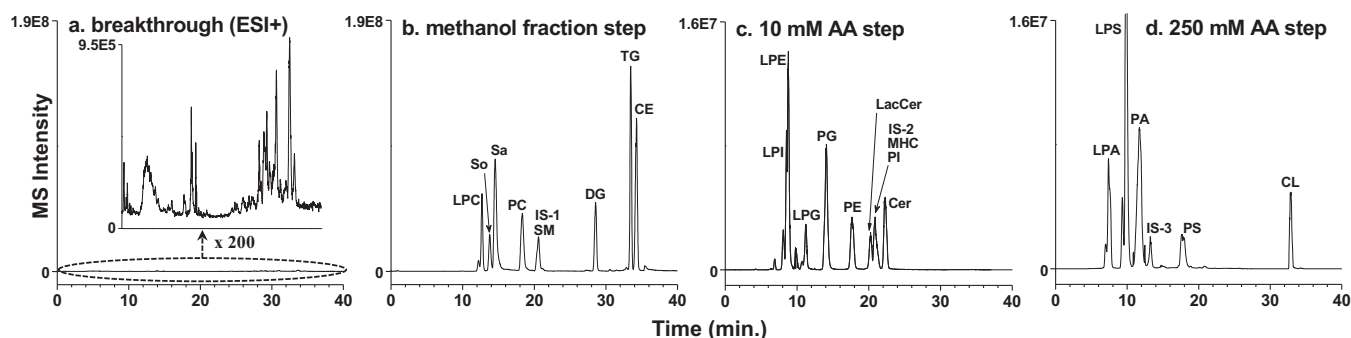 a. breakthrough (ESI+)
1.9E8
9.5E5
0
x 200
0
0 10 20 30 40
b. methanol fraction step
1.9E8
TG
CE
Sa
So
LPC
PC
IS-1
SM
DG
0
0 10 20 30 40
c. 10 mM AA step
1.6E7
LPE
LPI
LPG
PG
PE
LacCer
IS-2
MHC
PI
Cer
0
0 10 20 30 40
d. 250 mM AA step
1.6E7
LPS
LPA
PA
IS-3
PS
CL
0
0 10 20 30 40
MS Intensity
Time (min.)